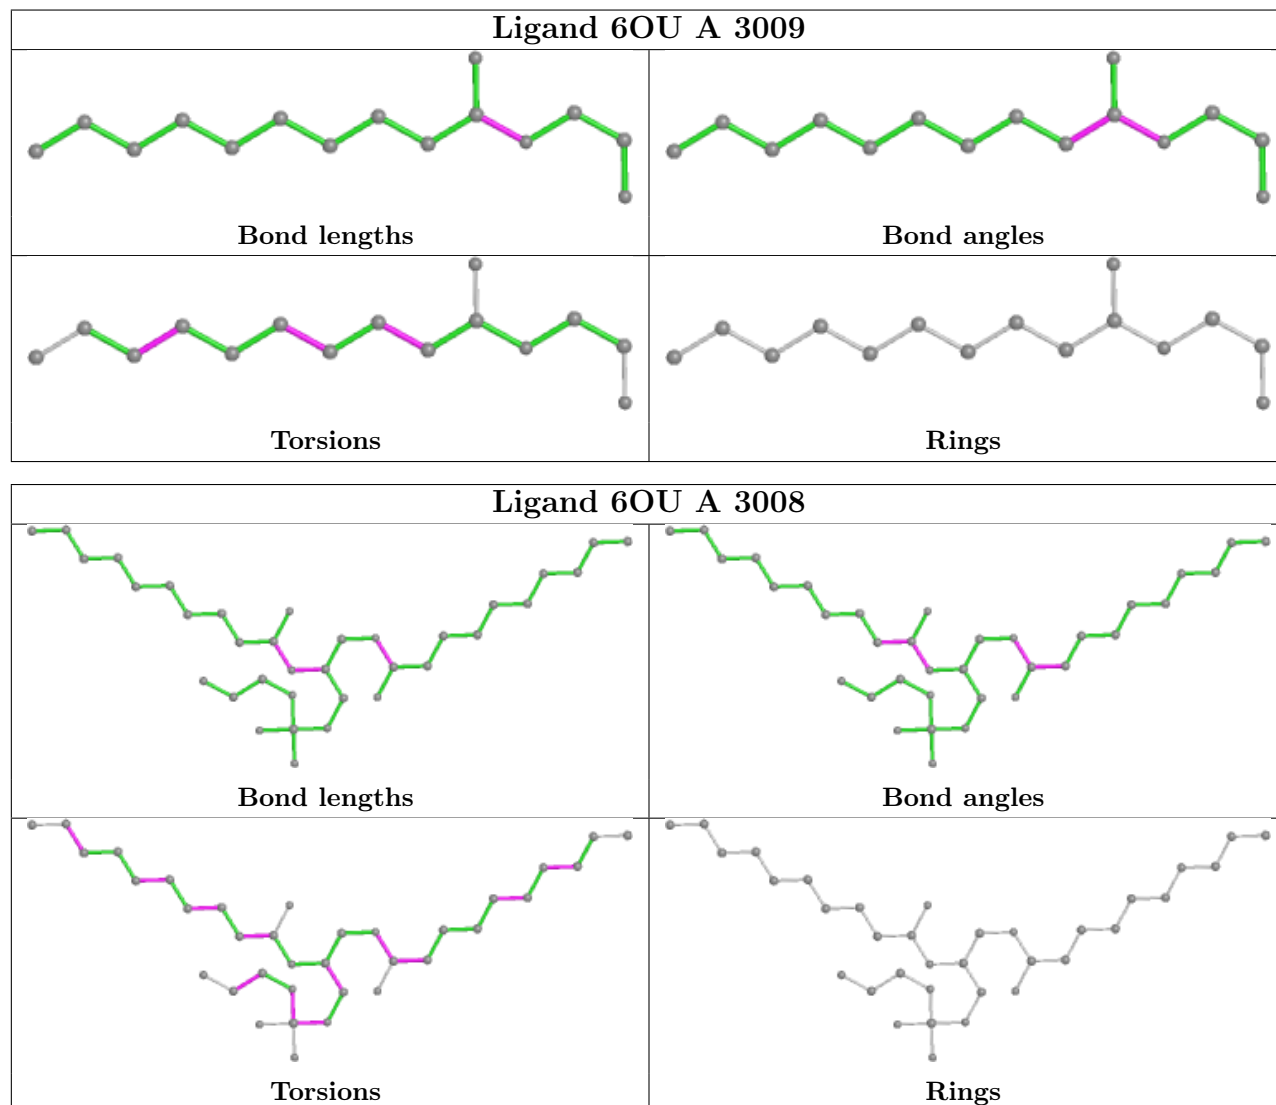 Ligand 6OU A 3009
Bond lengths
Bond angles
Torsions
Rings
Ligand 6OU A 3008
Bond lengths
Bond angles
Torsions
Rings